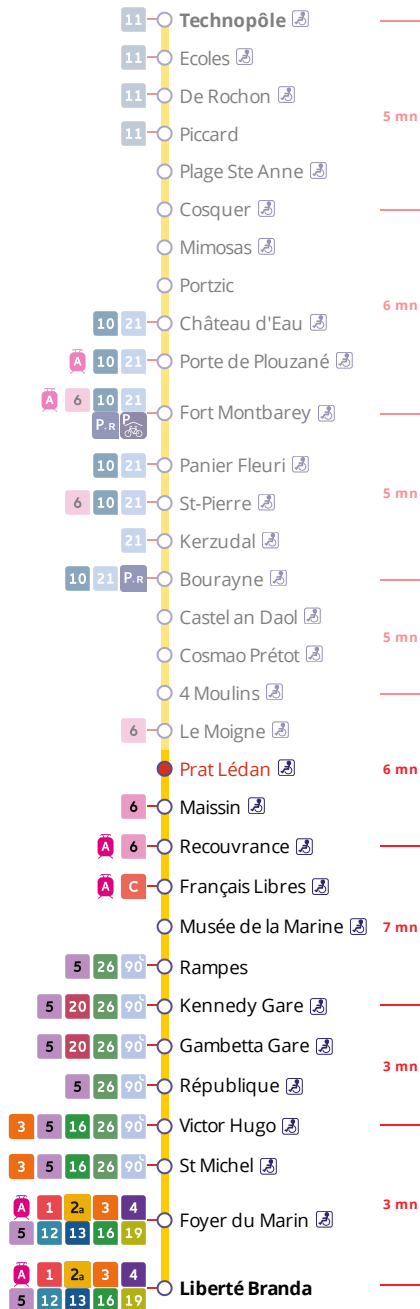 11 Technopôle
11 Ecoles
11 De Rochon
5 mn
11 Piccard
Plage Ste Anne
Cosquer
Mimosas
Portzic
6 mn
10 21 Château d'Eau
A 10 21 Porte de Plouzané
A 6 10 21
Fort Montbarey
P+R P
10 21 Panier Fleuri
5 mn
6 10 21 St-Pierre
21 Kerzudal
10 21 P+R Bourayne
Castel an Daol
5 mn
Cosmao Prétot
4 Moulins
6 Le Moigne
Prat Lédan 6 mn
6 Maissin
A 6 Recouvrance
A C Français Libres
Musée de la Marine 7 mn
5 26 90 Rampes
5 20 26 90 Kennedy Gare
5 20 26 90 Gambetta Gare
3 mn
5 26 90 République
3 5 16 26 90 Victor Hugo
3 5 16 26 90 St Michel
A 1 2a 3 4
3 mn
Foyer du Marin
5 12 13 16 19
A 1 2a 3 4
Liberté Branda
5 12 13 16 19